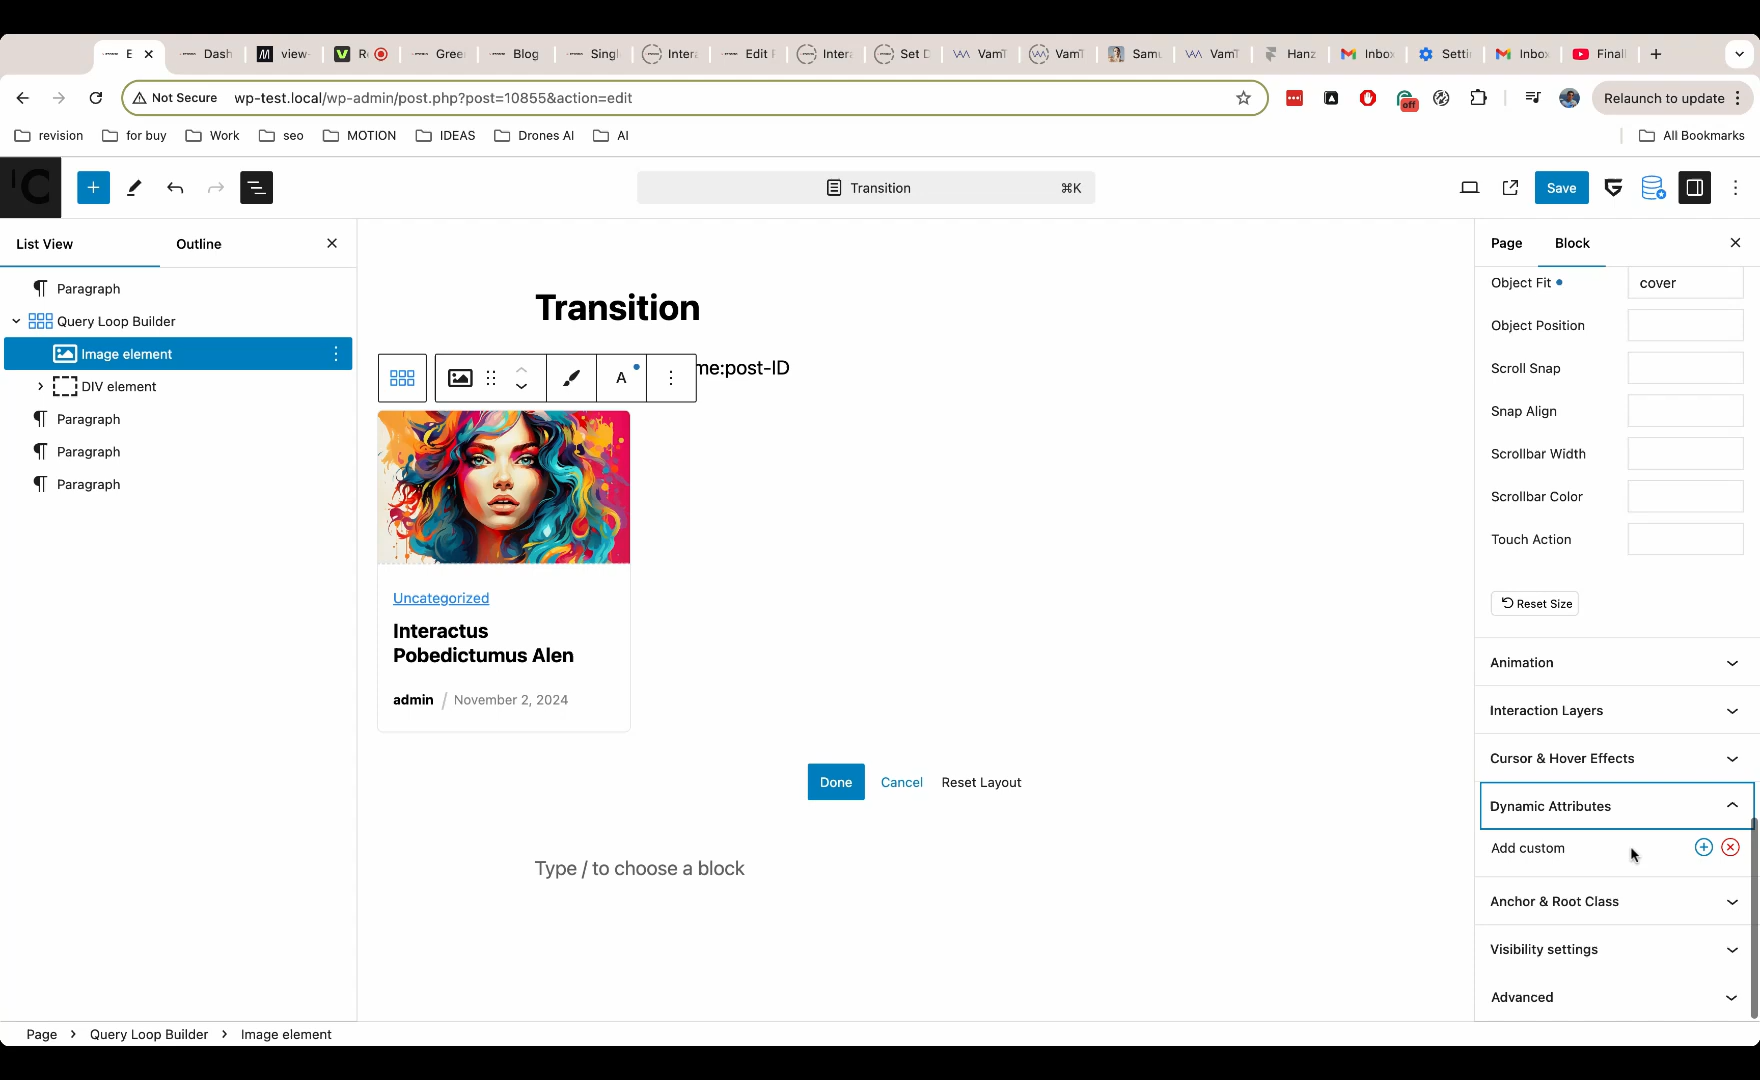 E
Dash
view-
R
Gree
Blog
Singl
Intera
Edit P
Intera
Set D
VamT
VamT
Samu
VamT
Hanz
Inbox
Settin
Inbox
Finall
Not Secure
wp-test.local/wp-admin/post.php?post=10855&action=edit
off
Relaunch to update
revision
for buy
Work
seo
MOTION
IDEAS
Drones AI
AI
All Bookmarks
Transition
⌘K
Save
List View
Outline
Paragraph
Query Loop Builder
Image element
DIV element
Paragraph
Paragraph
Paragraph
Transition
A
me:post-ID
Uncategorized
Interactus
Pobedictumus Alen
admin / November 2, 2024
Done
Cancel
Reset Layout
Type / to choose a block
Page
Block
Object Fit
cover
Object Position
Scroll Snap
Snap Align
Scrollbar Width
Scrollbar Color
Touch Action
Reset Size
Animation
Interaction Layers
Cursor & Hover Effects
Dynamic Attributes
Add custom
Anchor & Root Class
Visibility settings
Advanced
Page > Query Loop Builder > Image element